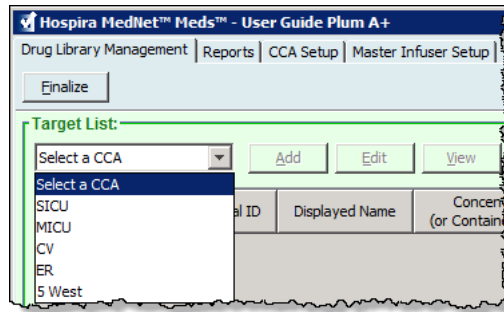 Hospira MedNet™ Meds™ - User Guide Plum A+
Drug Library Management Reports CCA Setup Master Infuser Setup
Finalize
Target List:
Select a CCA Add Edit View
Select a CCA
SICU
MICU
CV
ER
5 West
al ID Displayed Name Concen
(or Containe